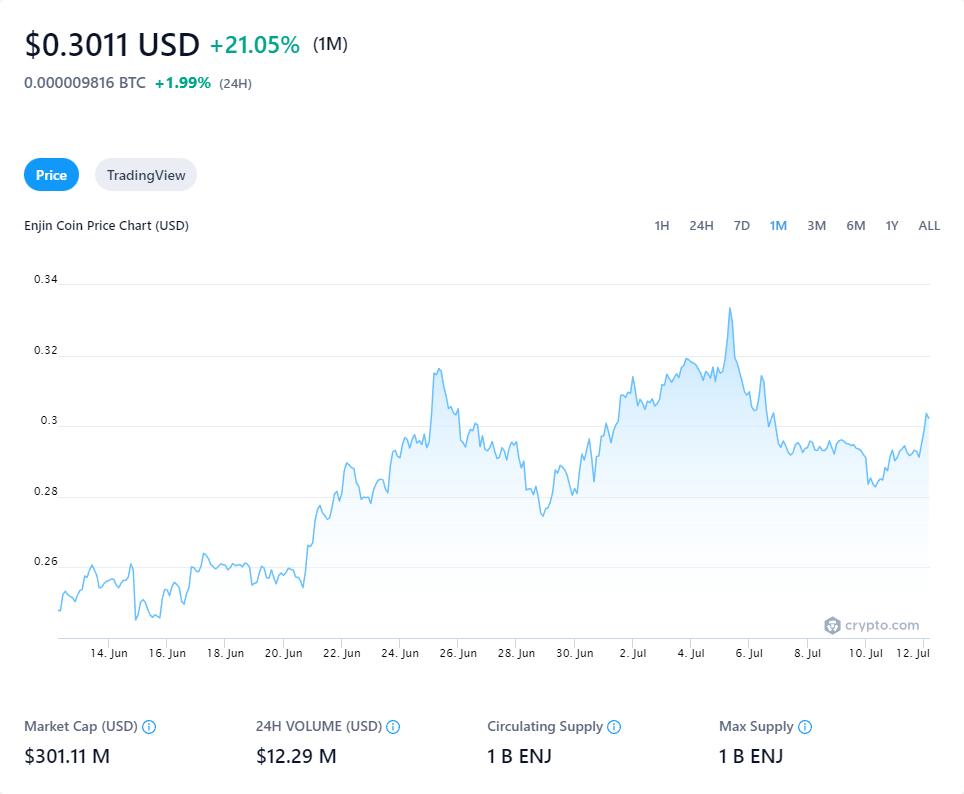 $0.3011 USD +21.05% (1M)
0.000009816 BTC +1.99% (24H)
Price TradingView
Enjin Coin Price Chart (USD) 1H 24H 7D 1M 3M 6M 1Y ALL
0.34
0.32
0.3
0.28
0.26
crypto.com
14. Jun 16. Jun 18. Jun 20. Jun 22. Jun 24. Jun 26. Jun 28. Jun 30. Jun 2. Jul 4. Jul 6. Jul 8. Jul 10. Jul 12. Jul
Market Cap (USD) 24H VOLUME (USD) Circulating Supply Max Supply
$301.11 M $12.29 M 1 B ENJ 1 B ENJ